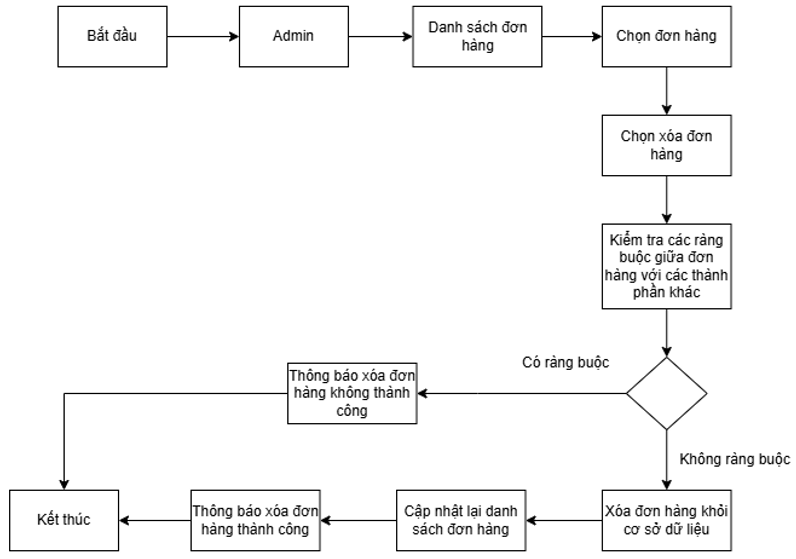 Bắt đầu
Admin
Danh sách đơn
hàng
Chọn đơn hàng
Chọn xóa đơn
hàng
Kiểm tra các ràng
buộc giữa đơn
hàng với các thành
phần khác
Có ràng buộc
Thông báo xóa đơn
hàng không thành
công
Không ràng buộc
Xóa đơn hàng khỏi
cơ sở dữ liệu
Cập nhật lại danh
sách đơn hàng
Thông báo xóa đơn
hàng thành công
Kết thúc